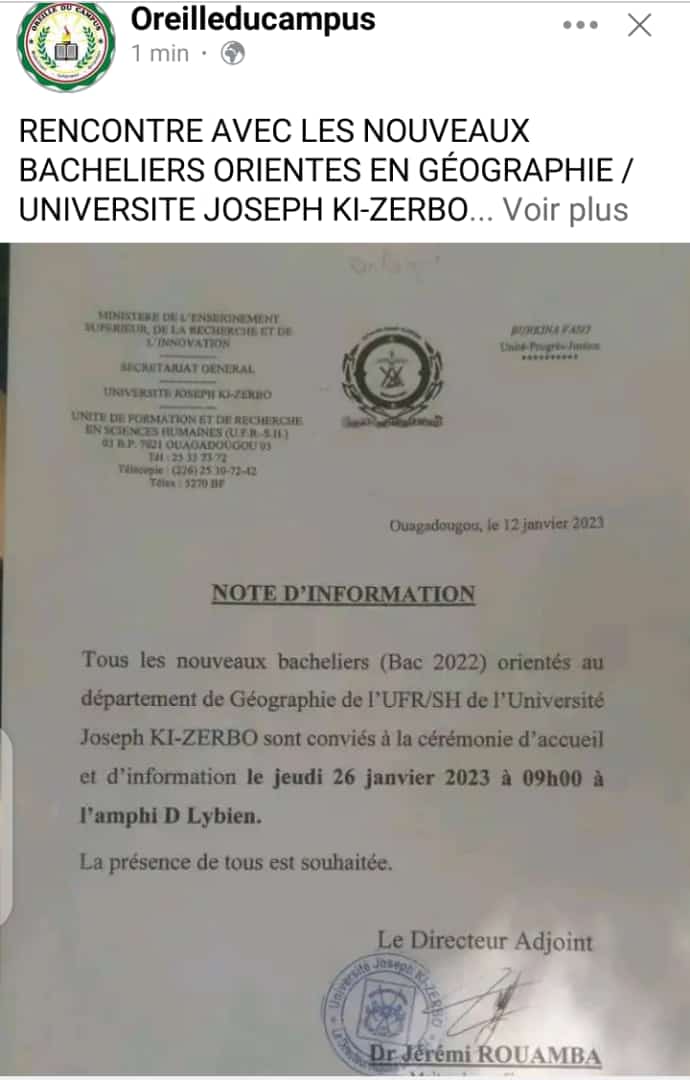 OREILLE DU CAMPUS
Oreilleducampus
1 min
RENCONTRE AVEC LES NOUVEAUX
BACHELIERS ORIENTES EN GÉOGRAPHIE /
UNIVERSITE JOSEPH KI-ZERBO... Voir plus
MINISTERE DE L'ENSEIGNEMENT
SUPERIEUR, DE LA RECHERCHE ET DE
L'INNOVATION
SECRETARIAT GENERAL
UNIVERSITE JOSEPH KI-ZERBO
UNITE DE FORMATION ET DE RECHERCHE
EN SCIENCES HUMAINES (U.F.R.-S.H.)
03 B.P. 7021 OUAGADOUGOU 03
Tél : 25 33 73 72
Télécopie : (226) 25 30-72-42
Télex : 5270 BF
BURKINA FASO
Unité-Progrès-Justice
**********
Ouagadougou, le 12 janvier 2023
NOTE D'INFORMATION
Tous les nouveaux bacheliers (Bac 2022) orientés au
département de Géographie de l'UFR/SH de l'Université
Joseph KI-ZERBO sont conviés à la cérémonie d'accueil
et d'information le jeudi 26 janvier 2023 à 09h00 à
l'amphi D Lybien.
La présence de tous est souhaitée.
Le Directeur Adjoint
Université Joseph KI-ZERBO
Dr Jérémi ROUAMBA